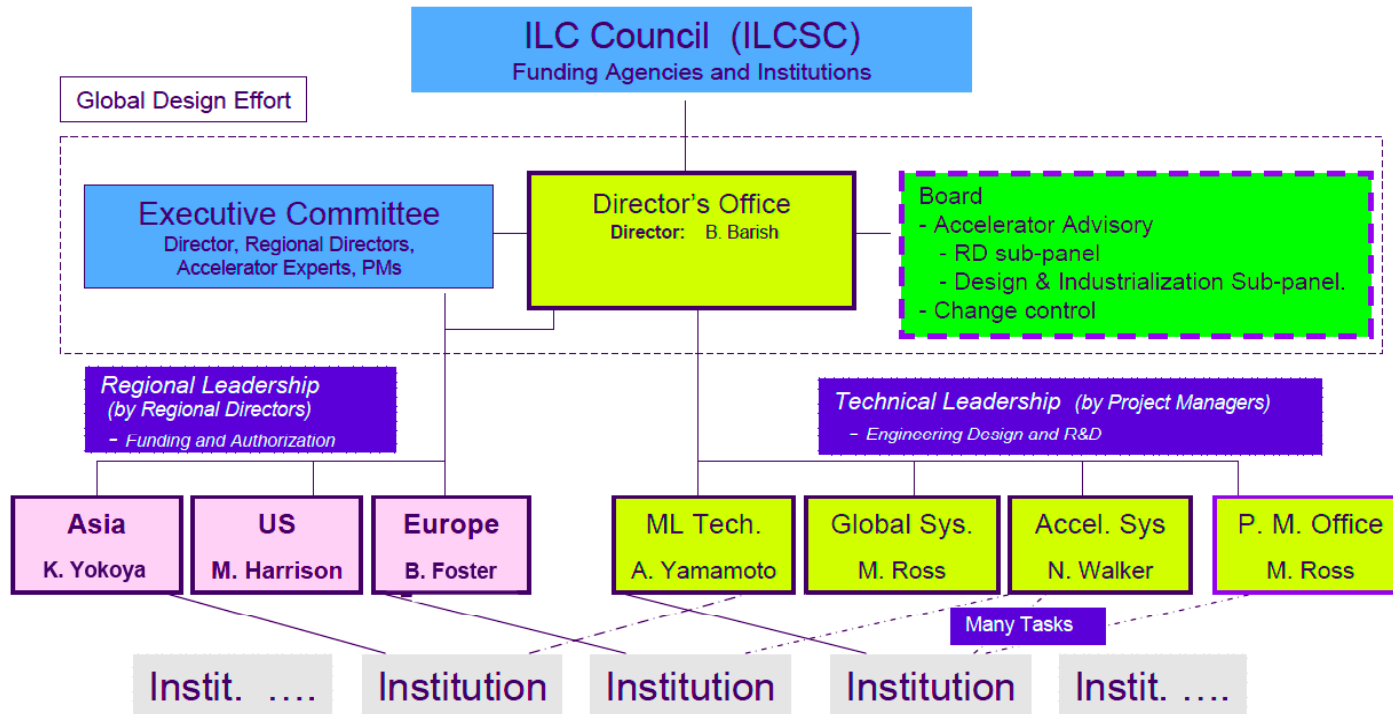 ILC Council (ILCSC)
Funding Agencies and Institutions
Global Design Effort
Executive Committee
Director, Regional Directors,
Accelerator Experts, PMs
Director's Office
Director: B. Barish
Board
- Accelerator Advisory
- RD sub-panel
- Design & Industrialization Sub-panel.
- Change control
Regional Leadership
(by Regional Directors)
- Funding and Authorization
Technical Leadership (by Project Managers)
- Engineering Design and R&D
Asia
K. Yokoya
US
M. Harrison
Europe
B. Foster
ML Tech.
A. Yamamoto
Global Sys.
M. Ross
Accel. Sys
N. Walker
P. M. Office
M. Ross
Many Tasks
Instit. ....
Institution
Institution
Institution
Instit. ....